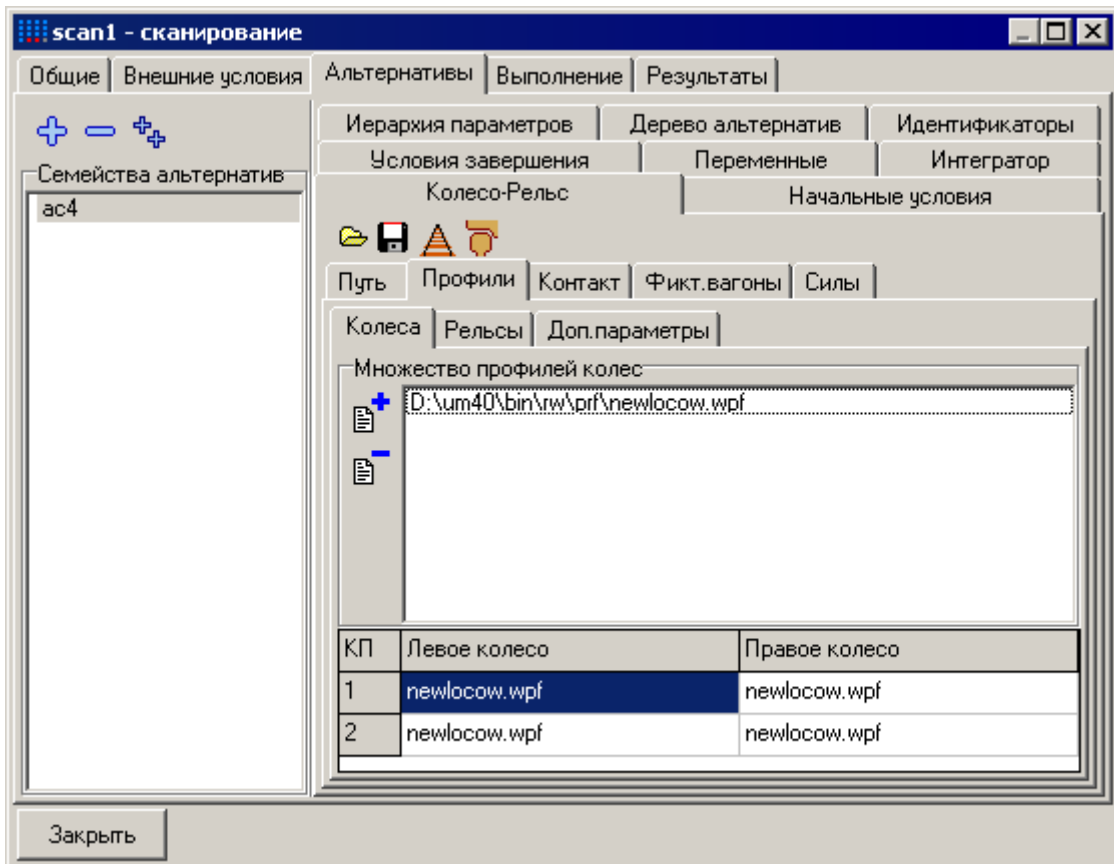 scan1 - сканирование
Общие Внешние условия Альтернативы Выполнение Результаты
Иерархия параметров Дерево альтернатив Идентификаторы
Условия завершения Переменные Интегратор
Семейства альтернатив
Колесо-Рельс Начальные условия
ac4
Путь Профили Контакт Фикт.вагоны Силы
Колеса Рельсы Доп.параметры
Множество профилей колес
D:\um40\bin\rw\prf\newlocow.wpf
КП Левое колесо Правое колесо
1 newlocow.wpf newlocow.wpf
2 newlocow.wpf newlocow.wpf
Закрыть